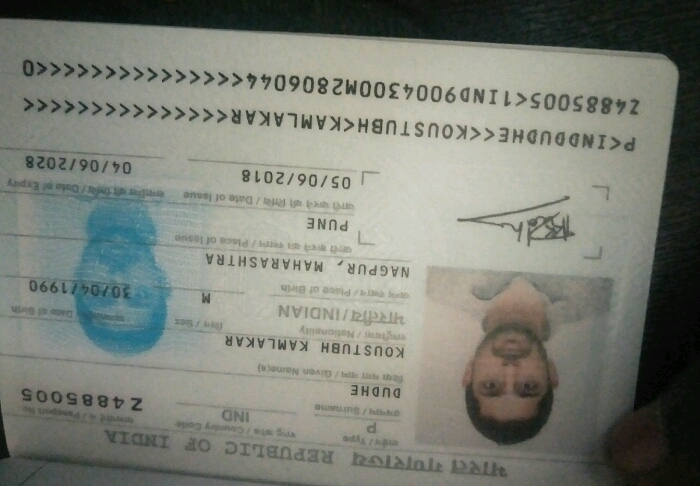 भारत गणराज्य REPUBLIC OF INDIA
टाईप / Type
P
राष्ट्र कोड / Country Code
IND
पासपोर्ट नं. / Passport No.
Z4885005
उपनाम / Surname
DUDHE
दिया गया नाम / Given Name(s)
KOUSTUBH KAMLAKAR
राष्ट्रीयता / Nationality
भारतीय/INDIAN
लिंग / Sex
M
जन्मतिथि / Date of Birth
30/04/1990
जन्म स्थान / Place of Birth
NAGPUR, MAHARASHTRA
जारी करने का स्थान / Place of Issue
PUNE
जारी करने की तिथि / Date of Issue
05/06/2018
समाप्ति की तिथि / Date of Expiry
04/06/2028
P<INDDUDHE<<KOUSTUBH<KAMLAKAR<<<<<<<<<<<<<<<
Z4885005<1IND9004300M2806044<<<<<<<<<<<<<<<0